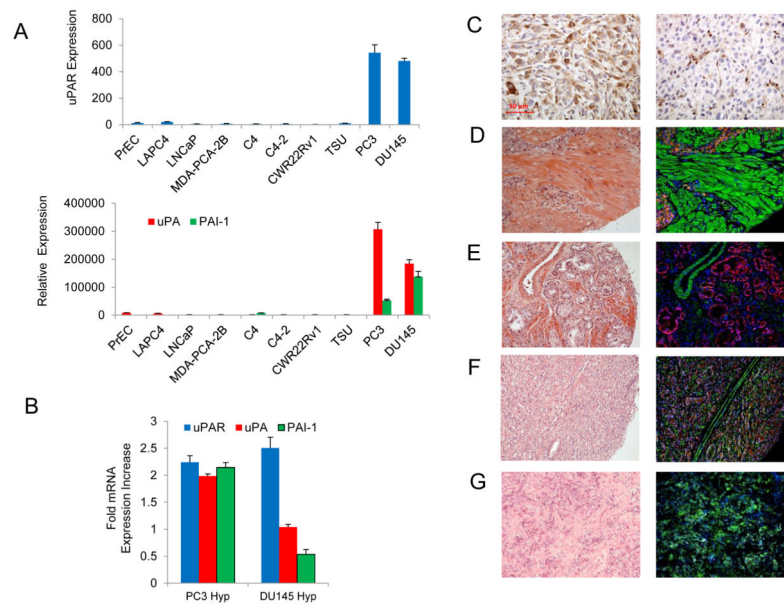 A
uPAR Expression
800
600
400
200
0
PrEC
LAPC4
LNCaP
MDA-PCA-2B
C4
C4-2
CWR22Rv1
TSU
PC3
DU145
Relative Expression
400000
300000
200000
100000
0
uPA PAI-1
PrEC
LAPC4
LNCaP
MDA-PCA-2B
C4
C4-2
CWR22Rv1
TSU
PC3
DU145
B
Fold mRNA
Expression Increase
3
2.5
2
1.5
1
0.5
0
uPAR uPA PAI-1
PC3 Hyp DU145 Hyp
C
50 μm
D
E
F
G